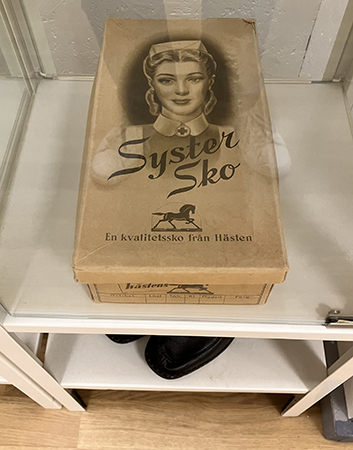 Syster
Sko
En kvalitetssko från Hästen
hästens